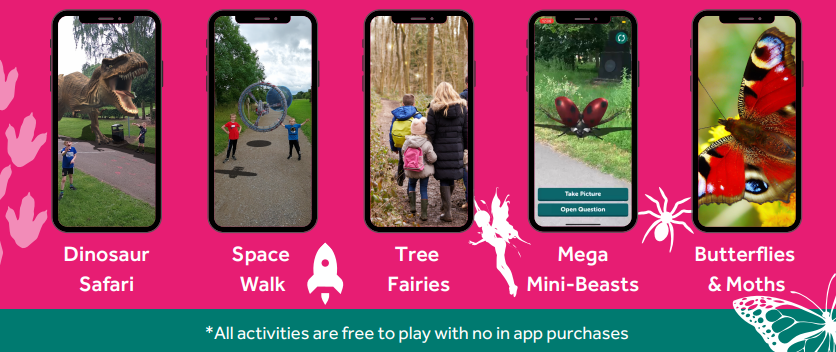 Take Picture
Open Question
Dinosaur
Safari
Space
Walk
Tree
Fairies
Mega
Mini-Beasts
Butterflies
& Moths
*All activities are free to play with no in app purchases